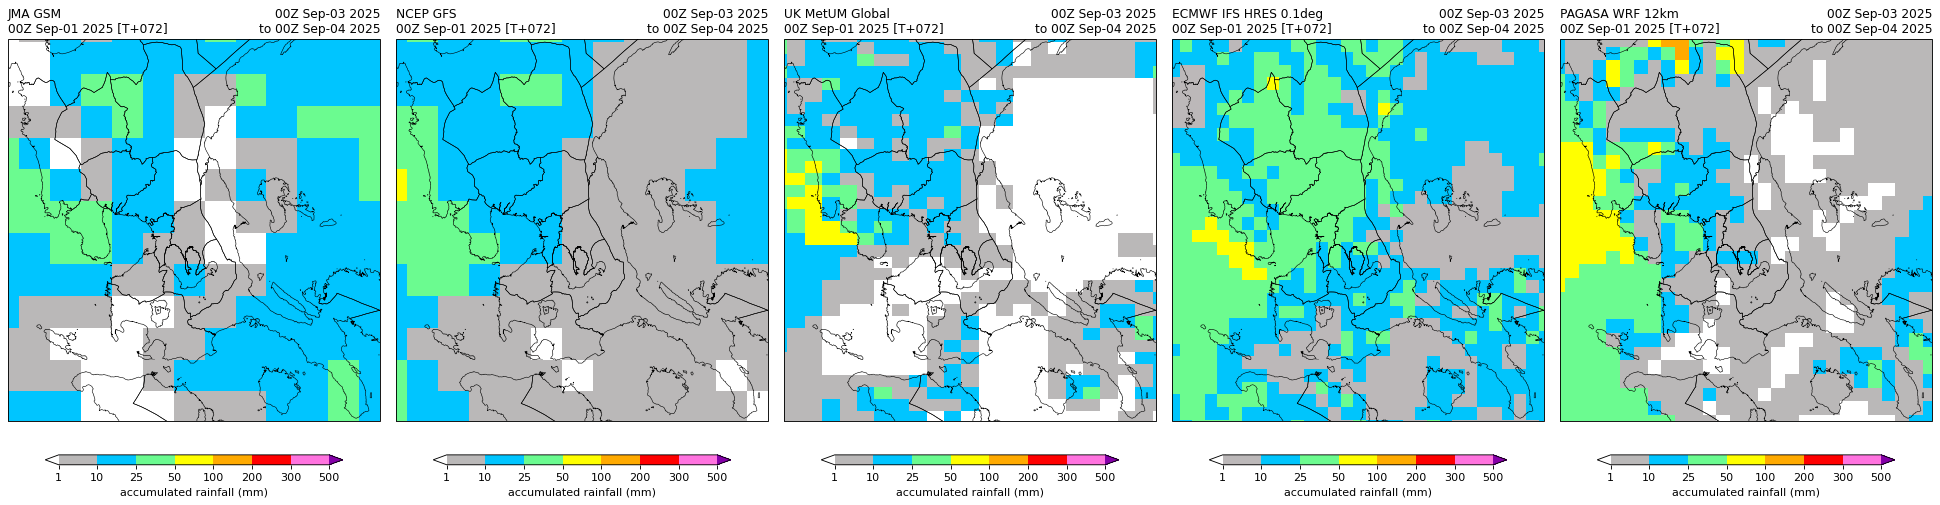 JMA GSM 00Z Sep-03 2025
00Z Sep-01 2025 [T+072] to 00Z Sep-04 2025
NCEP GFS 00Z Sep-03 2025
00Z Sep-01 2025 [T+072] to 00Z Sep-04 2025
UK MetUM Global 00Z Sep-03 2025
00Z Sep-01 2025 [T+072] to 00Z Sep-04 2025
ECMWF IFS HRES 0.1deg 00Z Sep-03 2025
00Z Sep-01 2025 [T+072] to 00Z Sep-04 2025
PAGASA WRF 12km 00Z Sep-03 2025
00Z Sep-01 2025 [T+072] to 00Z Sep-04 2025
1 10 25 50 100 200 300 500
accumulated rainfall (mm)
1 10 25 50 100 200 300 500
accumulated rainfall (mm)
1 10 25 50 100 200 300 500
accumulated rainfall (mm)
1 10 25 50 100 200 300 500
accumulated rainfall (mm)
1 10 25 50 100 200 300 500
accumulated rainfall (mm)